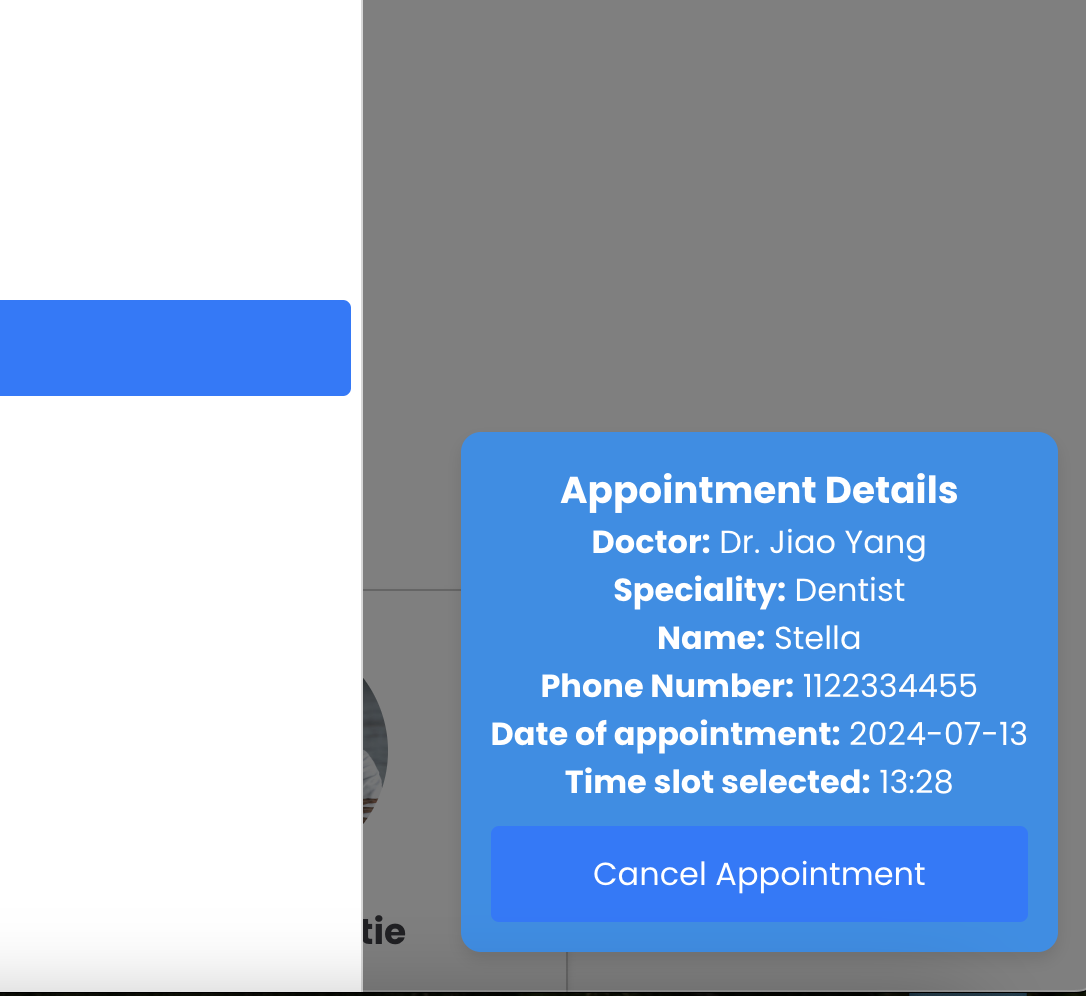 Appointment Details
Doctor: Dr. Jiao Yang
Speciality: Dentist
Name: Stella
Phone Number: 1122334455
Date of appointment: 2024-07-13
Time slot selected: 13:28
Cancel Appointment
tie